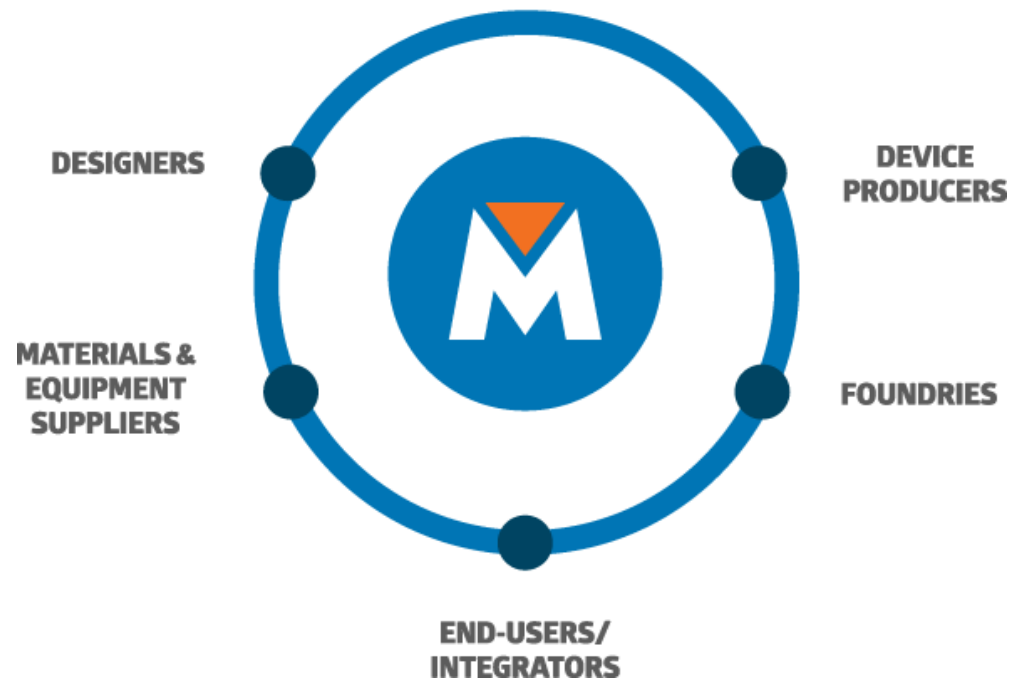 DESIGNERS
DEVICE
PRODUCERS
M
MATERIALS &
EQUIPMENT
SUPPLIERS
FOUNDRIES
END-USERS/
INTEGRATORS